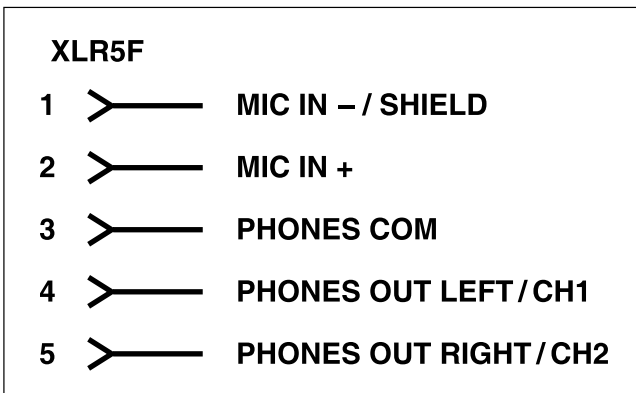 XLR5F
1 MIC IN – / SHIELD
2 MIC IN +
3 PHONES COM
4 PHONES OUT LEFT / CH1
5 PHONES OUT RIGHT / CH2